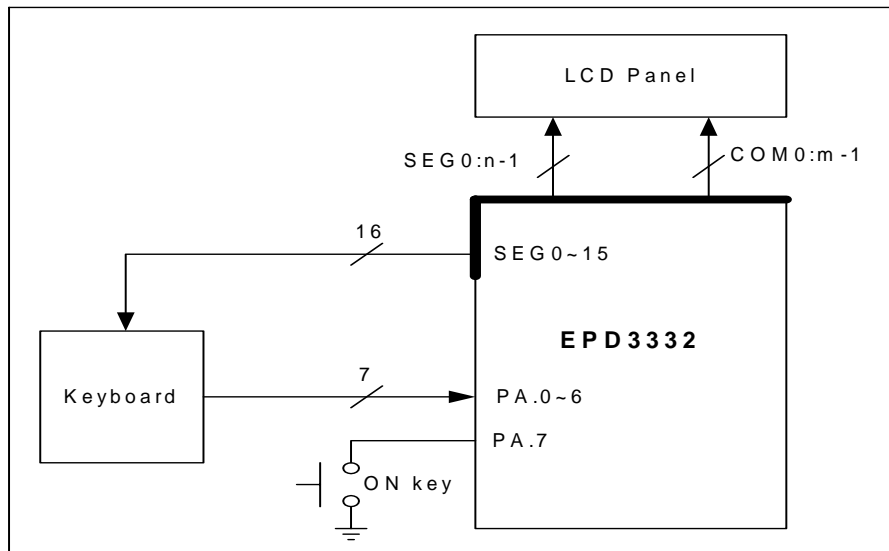 LCD Panel
SEG0:n-1
COM0:m-1
16
SEG0~15
EPD3332
Keyboard
7
PA.0~6
PA.7
ON key